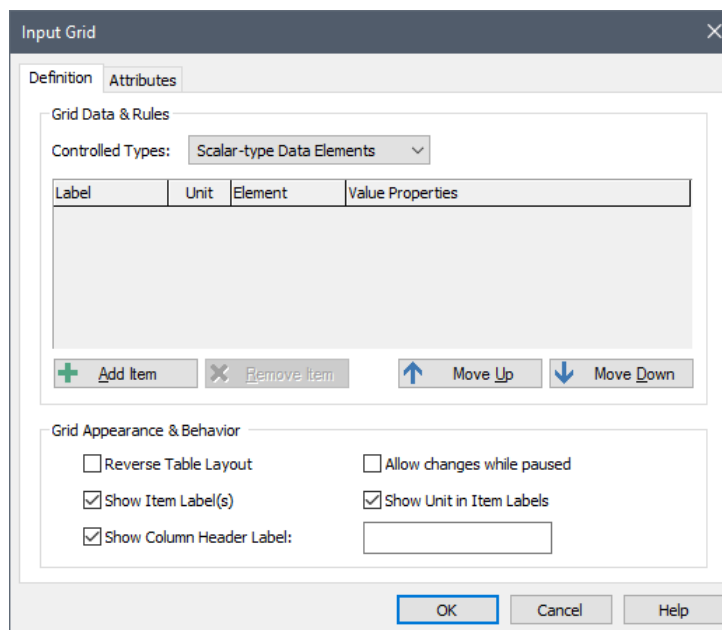 Input Grid
Definition Attributes
Grid Data & Rules
Controlled Types: Scalar-type Data Elements
Label Unit Element Value Properties
Add Item Remove Item Move Up Move Down
Grid Appearance & Behavior
Reverse Table Layout Allow changes while paused
Show Item Label(s) Show Unit in Item Labels
Show Column Header Label:
OK Cancel Help